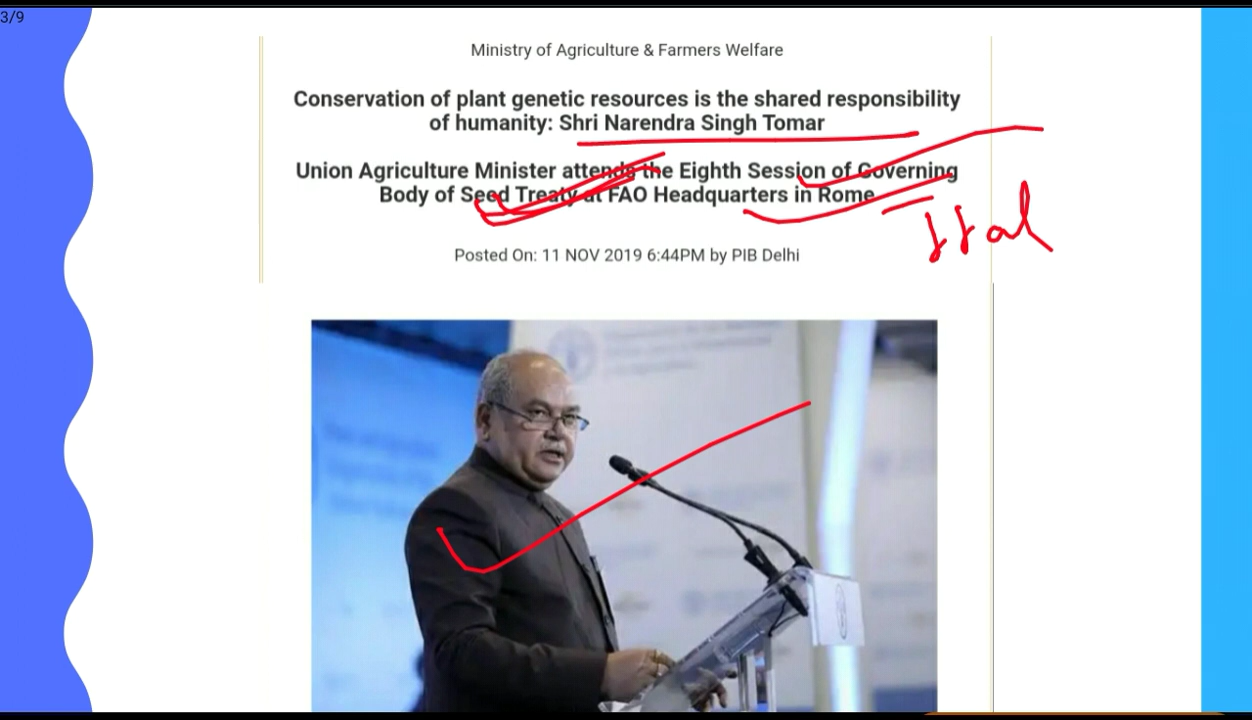 3/9
Ministry of Agriculture & Farmers Welfare
Conservation of plant genetic resources is the shared responsibility
of humanity: Shri Narendra Singh Tomar
Union Agriculture Minister attends the Eighth Session of Governing
Body of Seed Treaty at FAO Headquarters in Rome
Posted On: 11 NOV 2019 6:44PM by PIB Delhi